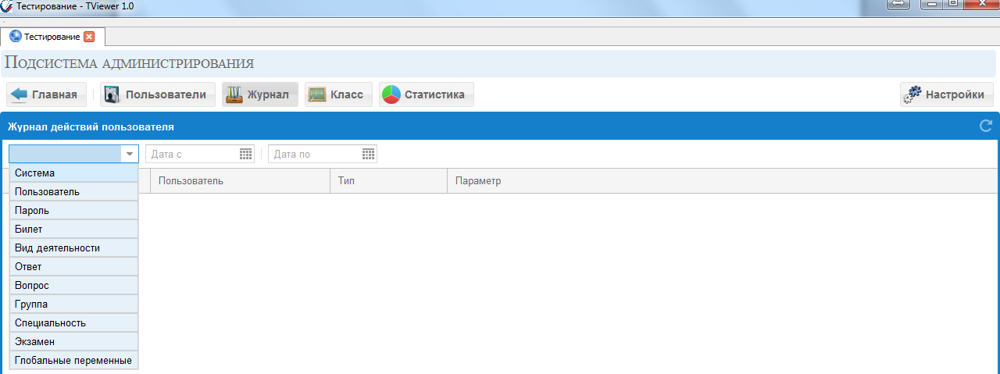 Тестирование - TViewer 1.0
Тестирование
Подсистема администрирования
Главная Пользователи Журнал Класс Статистика Настройки
Журнал действий пользователя
Дата с Дата по
Пользователь Тип Параметр
Система
Пользователь
Пароль
Билет
Вид деятельности
Ответ
Вопрос
Группа
Специальность
Экзамен
Глобальные переменные